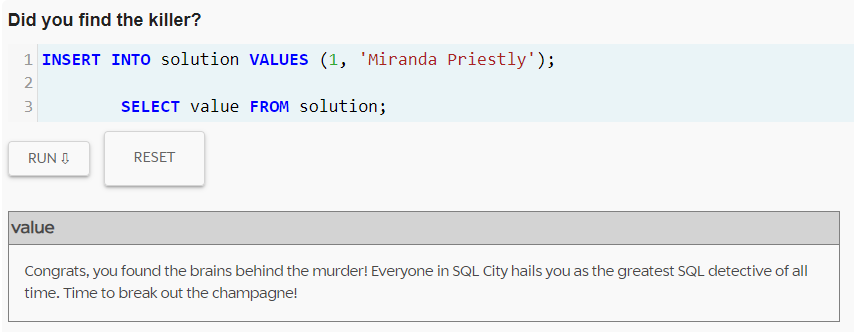 Did you find the killer?
1 INSERT INTO solution VALUES (1, 'Miranda Priestly');
2
3 SELECT value FROM solution;
RUN ⇩
RESET
value
Congrats, you found the brains behind the murder! Everyone in SQL City hails you as the greatest SQL detective of all
time. Time to break out the champagne!